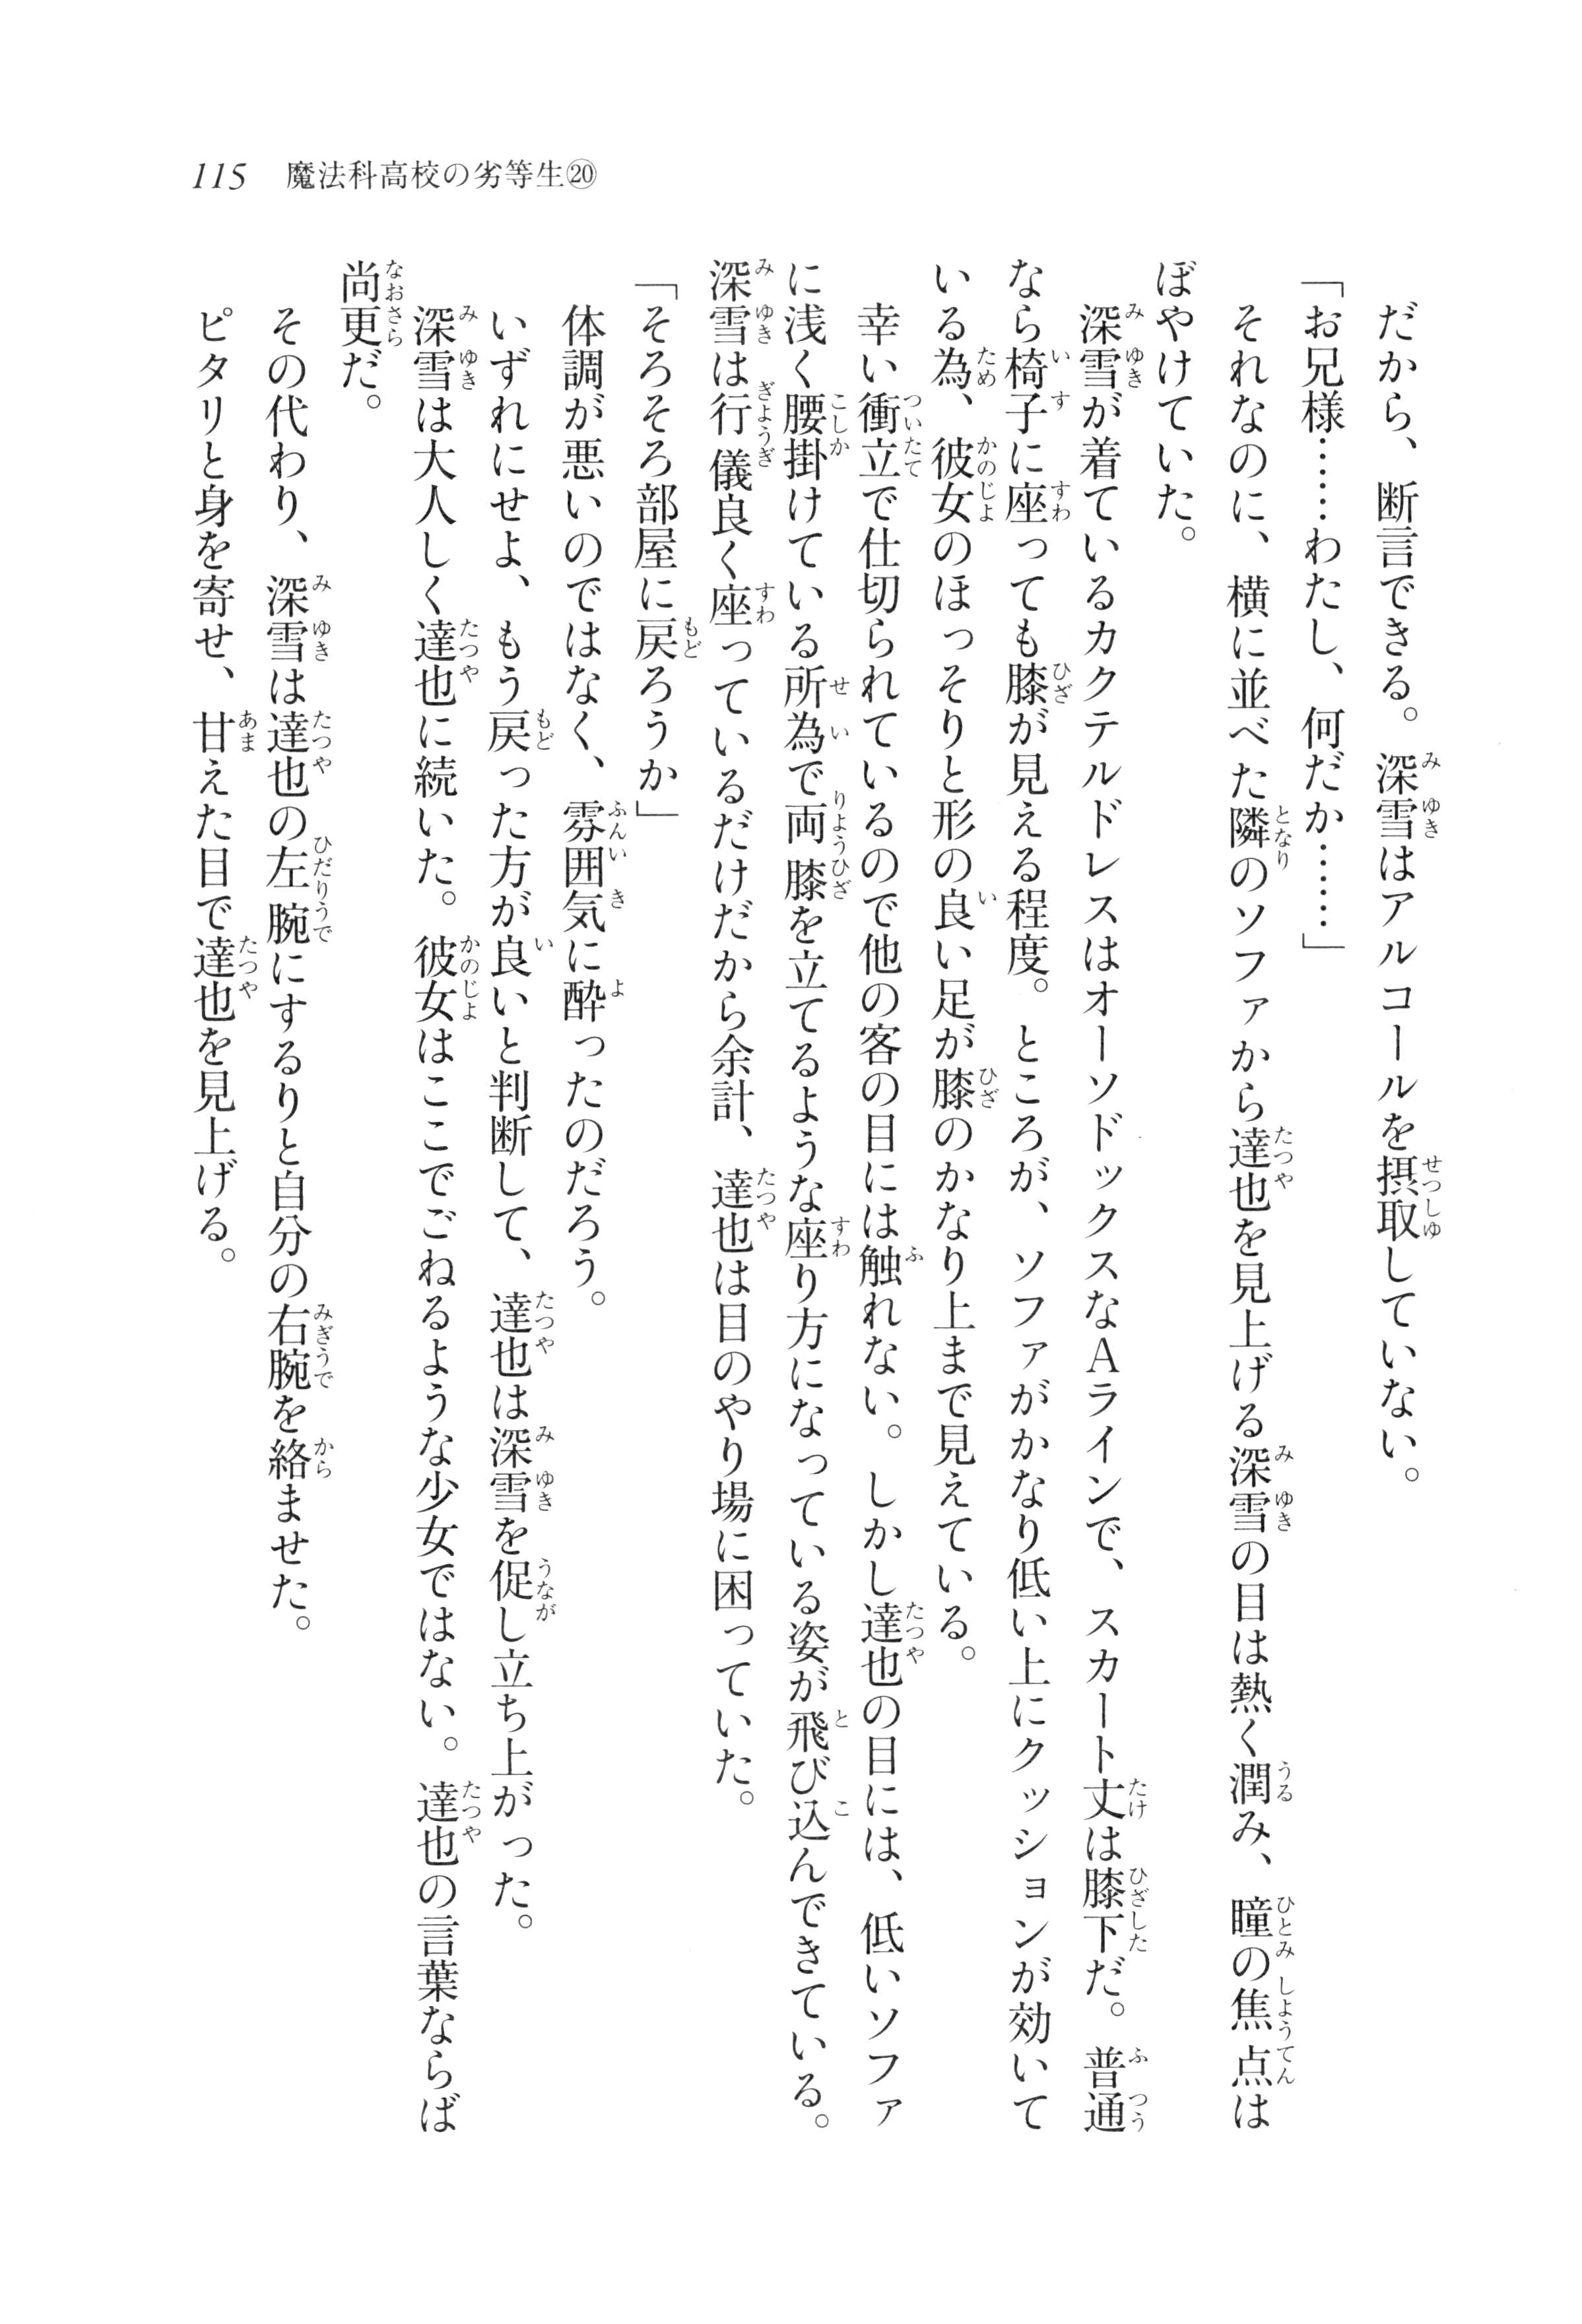 115 魔法科高校の劣等生⑳
だから、断言できる。深雪はアルコールを摂取していない。
「お兄様……わたし、何だか……」
それなのに、横に並べた隣のソファから達也を見上げる深雪の目は熱く潤み、瞳の焦点は
ぼやけていた。
深雪が着ているカクテルドレスはオーソドックスなAラインで、スカート丈は膝下だ。普通
なら椅子に座っても膝が見える程度。ところが、ソファがかなり低い上にクッションが効いて
いる為、彼女のほっそりと形の良い足が膝のかなり上まで見えている。
幸い衝立で仕切られているので他の客の目には触れない。しかし達也の目には、低いソファ
に浅く腰掛けている所為で両膝を立てるような座り方になっている姿が飛び込んできている。
深雪は行儀良く座っているだけだから余計、達也は目のやり場に困っていた。
「そろそろ部屋に戻ろうか」
体調が悪いのではなく、雰囲気に酔ったのだろう。
いずれにせよ、もう戻った方が良いと判断して、達也は深雪を促し立ち上がった。
深雪は大人しく達也に続いた。彼女はここでごねるような少女ではない。達也の言葉ならば
尚更だ。
その代わり、深雪は達也の左腕にするりと自分の右腕を絡ませた。
ピタリと身を寄せ、甘えた目で達也を見上げる。